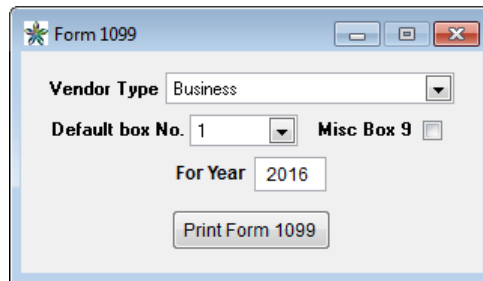 Form 1099
Vendor Type Business
Default box No. 1 Misc Box 9
For Year 2016
Print Form 1099